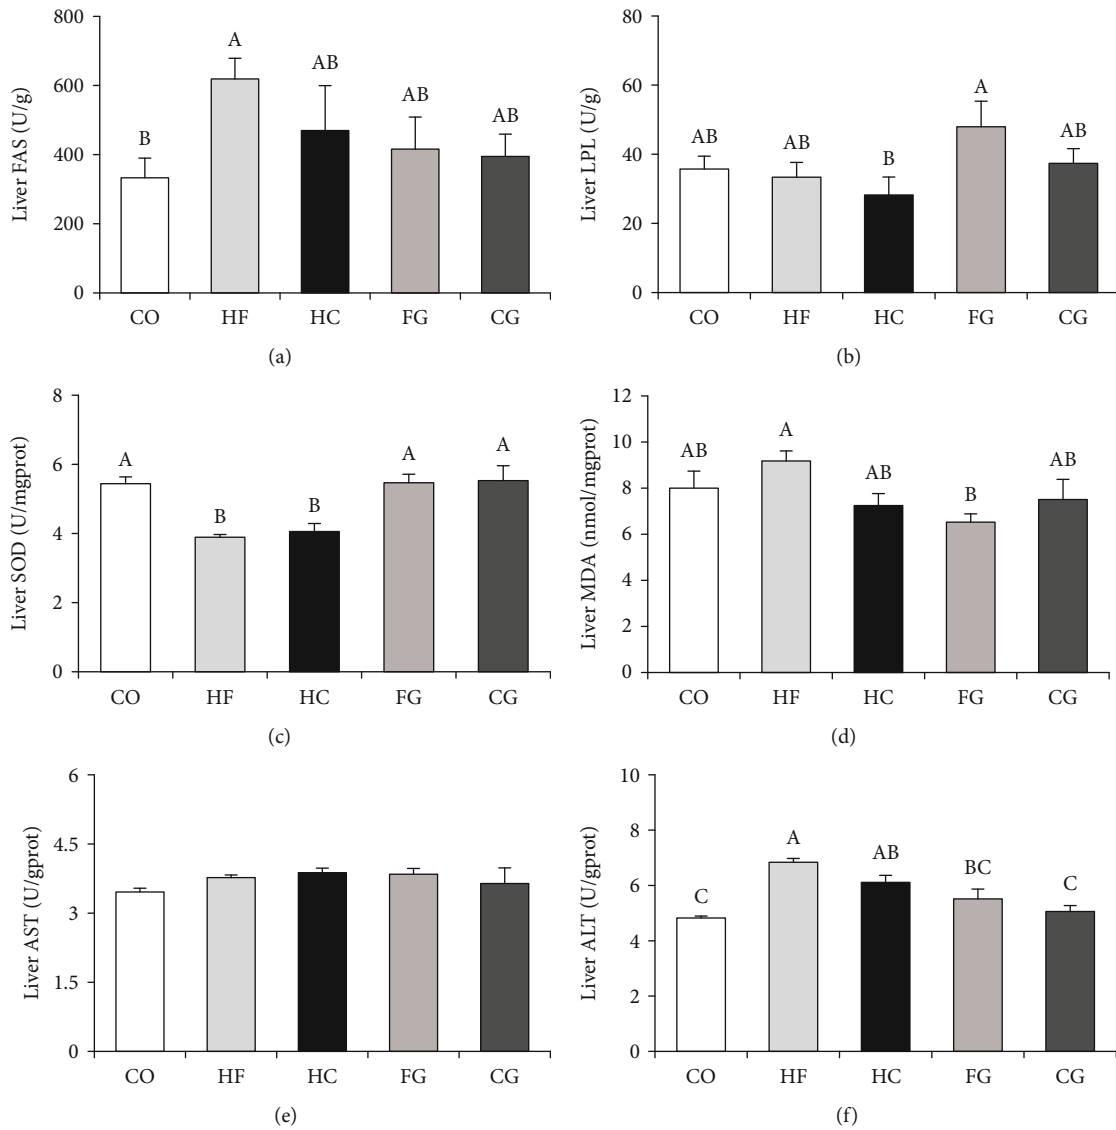 Liver FAS (U/g)
800
600
400
200
0
B
A
AB
AB
AB
CO HF HC FG CG
(a)
Liver LPL (U/g)
80
60
40
20
0
AB
AB
B
A
AB
CO HF HC FG CG
(b)
Liver SOD (U/mgprot)
8
6
4
2
0
A
B
B
A
A
CO HF HC FG CG
(c)
Liver MDA (nmol/mgprot)
12
10
8
6
4
2
0
AB
A
AB
B
AB
CO HF HC FG CG
(d)
Liver AST (U/gprot)
6
4.5
3
1.5
0
CO HF HC FG CG
(e)
Liver ALT (U/gprot)
10
8
6
4
2
0
C
A
AB
BC
C
CO HF HC FG CG
(f)